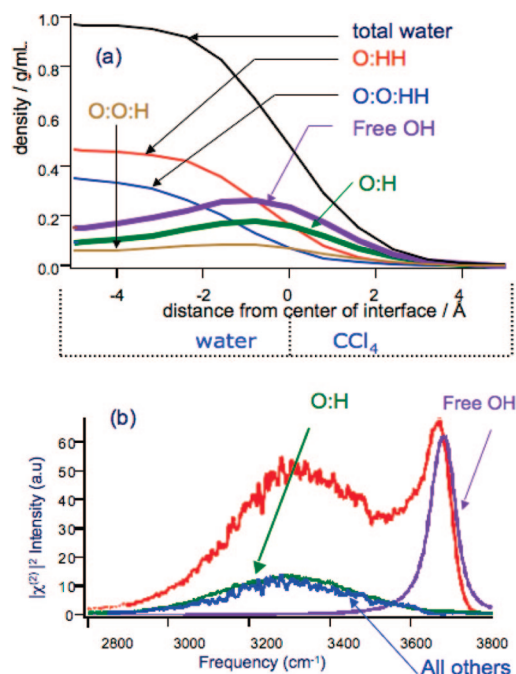 (a)
total water
O:HH
O:O:H
O:O:HH
Free OH
O:H
density / g/mL.
1.0
0.8
0.4
0.2
0.0
-4 -2 0 2 4
distance from center of interface / Å
water CCl4
(b)
O:H
Free OH
|χ(2) |2 Intensity (a.u)
60
50
40
30
20
10
0
2800 3000 3200 3400 3600 3800
Frequency (cm-1)
All others